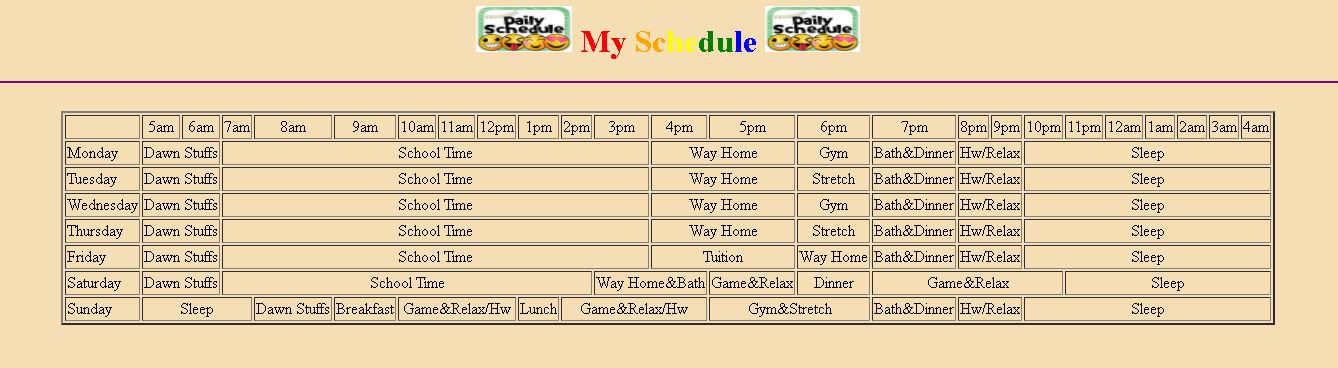 Daily Schedule My Schedule Daily Schedule
5am 6am 7am 8am 9am 10am 11am 12pm 1pm 2pm 3pm 4pm 5pm 6pm 7pm 8pm 9pm 10pm 11pm 12am 1am 2am 3am 4am
Monday Dawn Stuffs School Time Way Home Gym Bath&Dinner Hw/Relax Sleep
Tuesday Dawn Stuffs School Time Way Home Stretch Bath&Dinner Hw/Relax Sleep
Wednesday Dawn Stuffs School Time Way Home Gym Bath&Dinner Hw/Relax Sleep
Thursday Dawn Stuffs School Time Way Home Stretch Bath&Dinner Hw/Relax Sleep
Friday Dawn Stuffs School Time Tuition Way Home Bath&Dinner Hw/Relax Sleep
Saturday Dawn Stuffs School Time Way Home&Bath Game&Relax Dinner Game&Relax Sleep
Sunday Sleep Dawn Stuffs Breakfast Game&Relax/Hw Lunch Game&Relax/Hw Gym&Stretch Bath&Dinner Hw/Relax Sleep